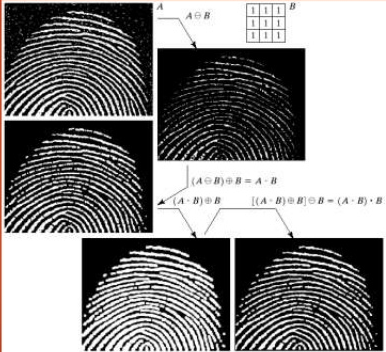 A
A ⊖ B
1 1 1 B
1 1 1
1 1 1
(A ⊖ B) ⊕ B = A · B
(A · B) ⊕ B
[(A · B) ⊕ B] ⊖ B = (A · B) · B